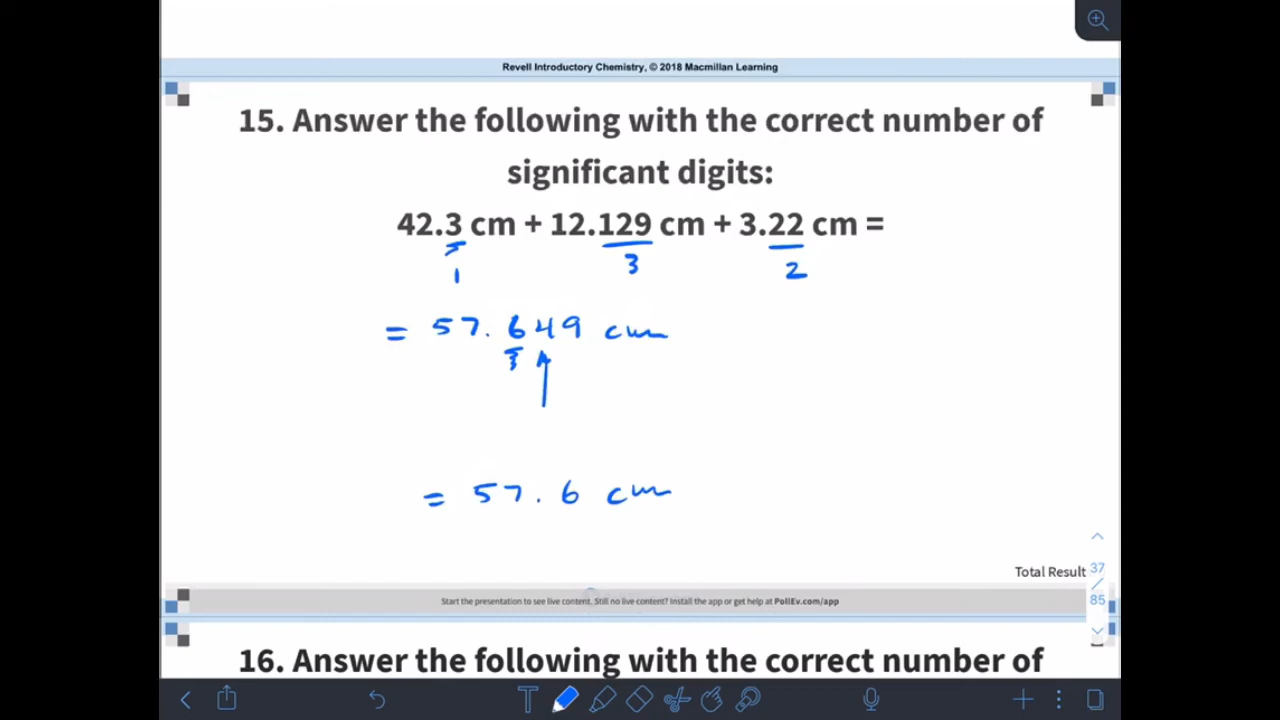 Revell Introductory Chemistry, © 2018 Macmillan Learning
15. Answer the following with the correct number of
significant digits:
42.3 cm + 12.129 cm + 3.22 cm =
1 3 2
= 57.649 cm
= 57.6 cm
Total Result
37
/
85
Start the presentation to see live content. Still no live content? Install the app or get help at PollEv.com/app
16. Answer the following with the correct number of
T